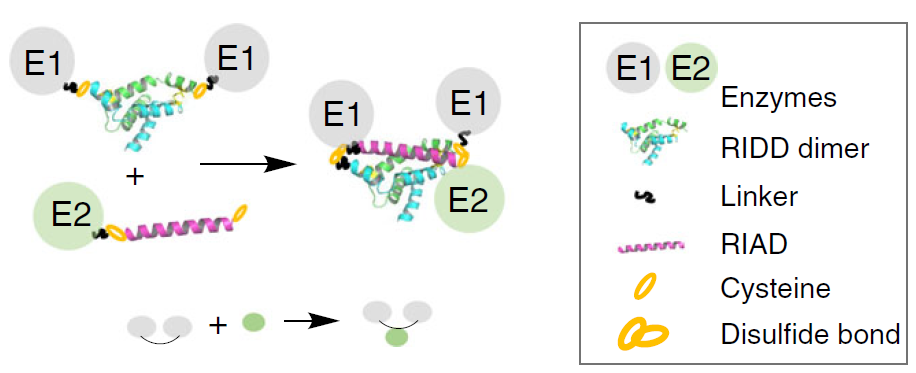 E1
E1
+
E2
E1
E1
E2
+
E1 E2
Enzymes
RIDD dimer
Linker
RIAD
Cysteine
Disulfide bond